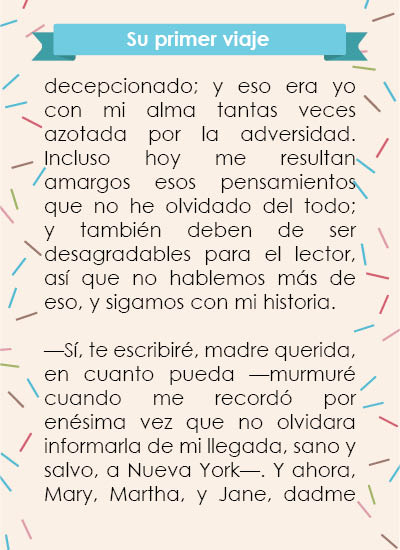 Su primer viaje
decepcionado; y eso era yo
con mi alma tantas veces
azotada por la adversidad.
Incluso hoy me resultan
amargos esos pensamientos
que no he olvidado del todo;
y también deben de ser
desagradables para el lector,
así que no hablemos más de
eso, y sigamos con mi historia.
—Sí, te escribiré, madre querida,
en cuanto pueda —murmuré
cuando me recordó por
enésima vez que no olvidara
informarla de mi llegada, sano y
salvo, a Nueva York—. Y ahora,
Mary, Martha, y Jane, dadme